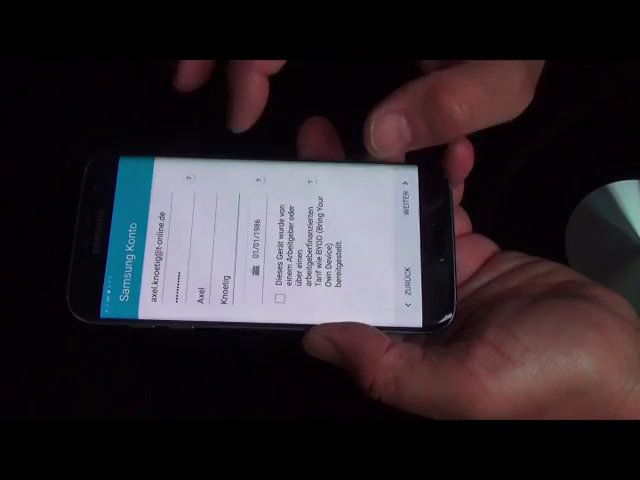 SAMSUNG
Samsung Konto
axel.knoetig@t-online.de
•••••••••••
?
Axel
Knoetig
01/01/1986
?
Dieses Gerät wurde von
einem Arbeitgeber oder
über einen
arbeitgeberfinanzierten
Tarif wie BYOD (Bring Your
Own Device)
bereitgestellt.
?
< ZURÜCK
WEITER >